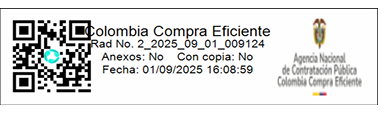 Colombia Compra Eficiente
Rad No. 2_2025_09_01_009124
Anexos: No Con copia: No
Fecha: 01/09/2025 16:08:59
Agencia Nacional
de Contratación Pública
Colombia Compra Eficiente